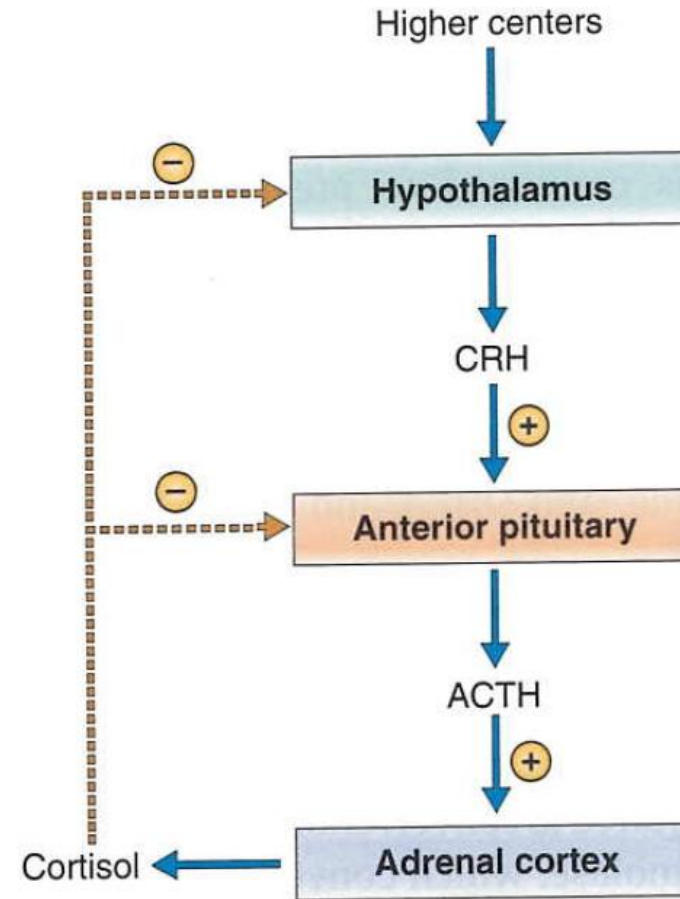 Higher centers
−
Hypothalamus
CRH
+
−
Anterior pituitary
ACTH
+
Cortisol
Adrenal cortex